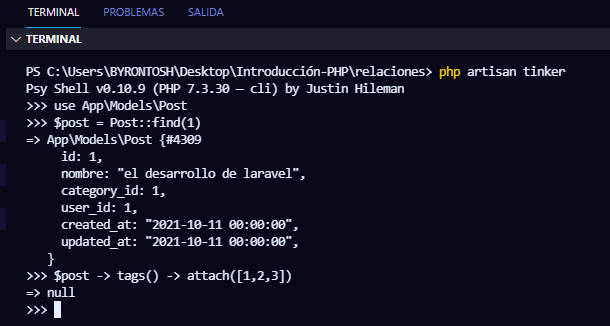 TERMINAL PROBLEMAS SALIDA
TERMINAL
PS C:\Users\BYRONTOSH\Desktop\Introducción-PHP\relaciones> php artisan tinker
Psy Shell v0.10.9 (PHP 7.3.30 — cli) by Justin Hileman
>>> use App\Models\Post
>>> $post = Post::find(1)
=> App\Models\Post {#4309
     id: 1,
     nombre: "el desarrollo de laravel",
     category_id: 1,
     user_id: 1,
     created_at: "2021-10-11 00:00:00",
     updated_at: "2021-10-11 00:00:00",
   }
>>> $post -> tags() -> attach([1,2,3])
=> null
>>>